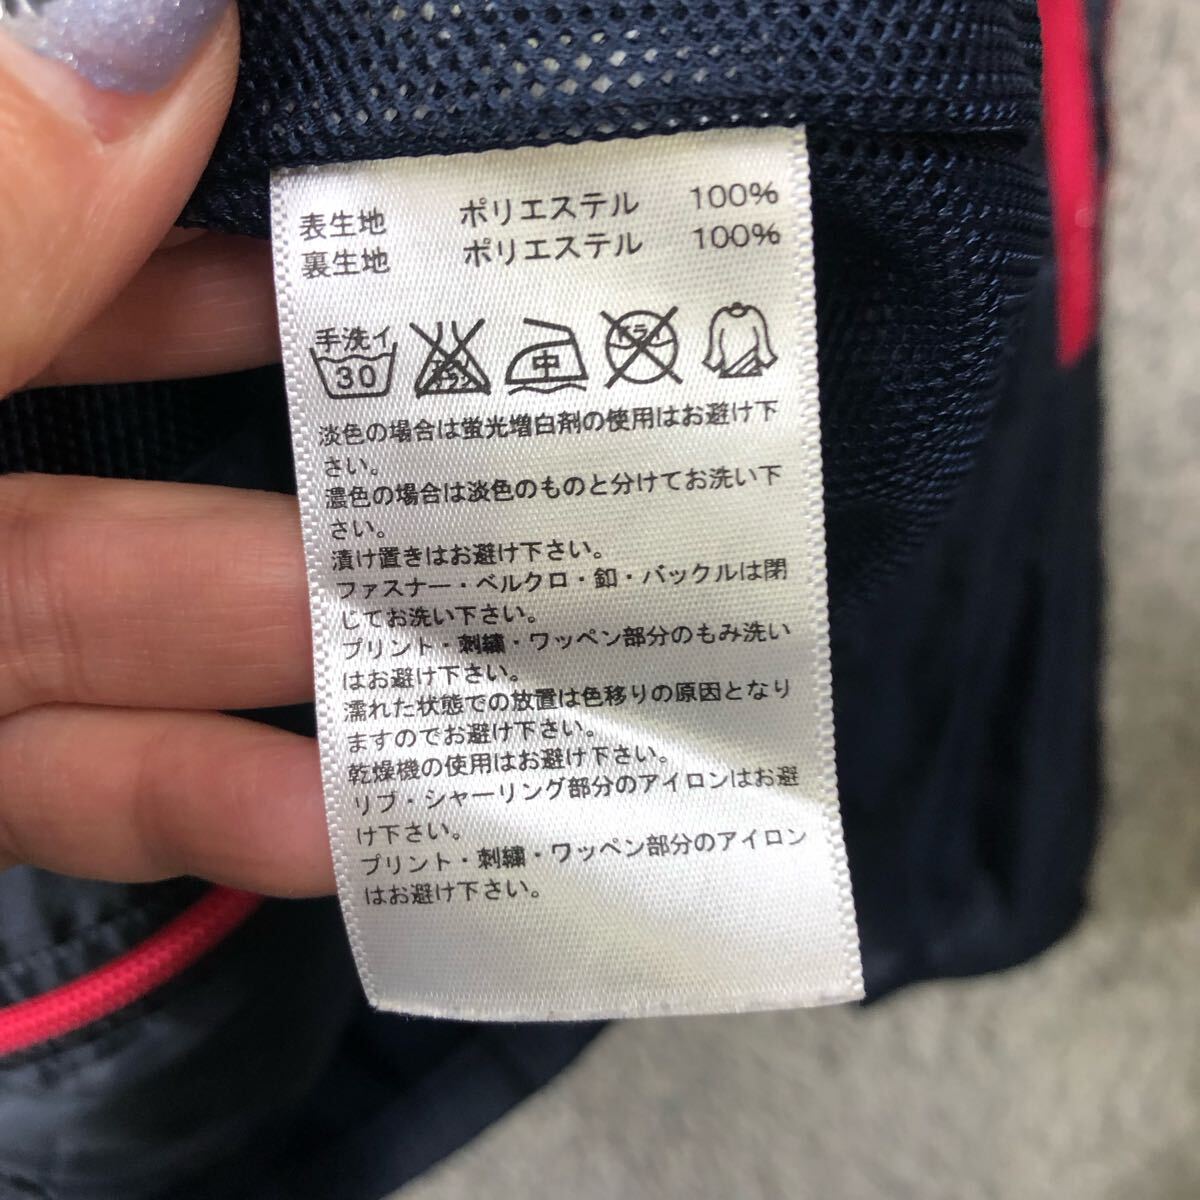 表生地 ポリエステル 100%
裏生地 ポリエステル 100%
手洗イ 中
30
淡色の場合は蛍光増白剤の使用はお避け下
さい。
濃色の場合は淡色のものと分けてお洗い下
さい。
漬け置きはお避け下さい。
ファスナー・ベルクロ・釦・バックルは閉
じてお洗い下さい。
プリント・刺繍・ワッペン部分のもみ洗い
はお避け下さい。
濡れた状態での放置は色移りの原因となり
ますのでお避け下さい。
乾燥機の使用はお避け下さい。
リブ・シャーリング部分のアイロンはお避
け下さい。
プリント・刺繍・ワッペン部分のアイロン
はお避け下さい。